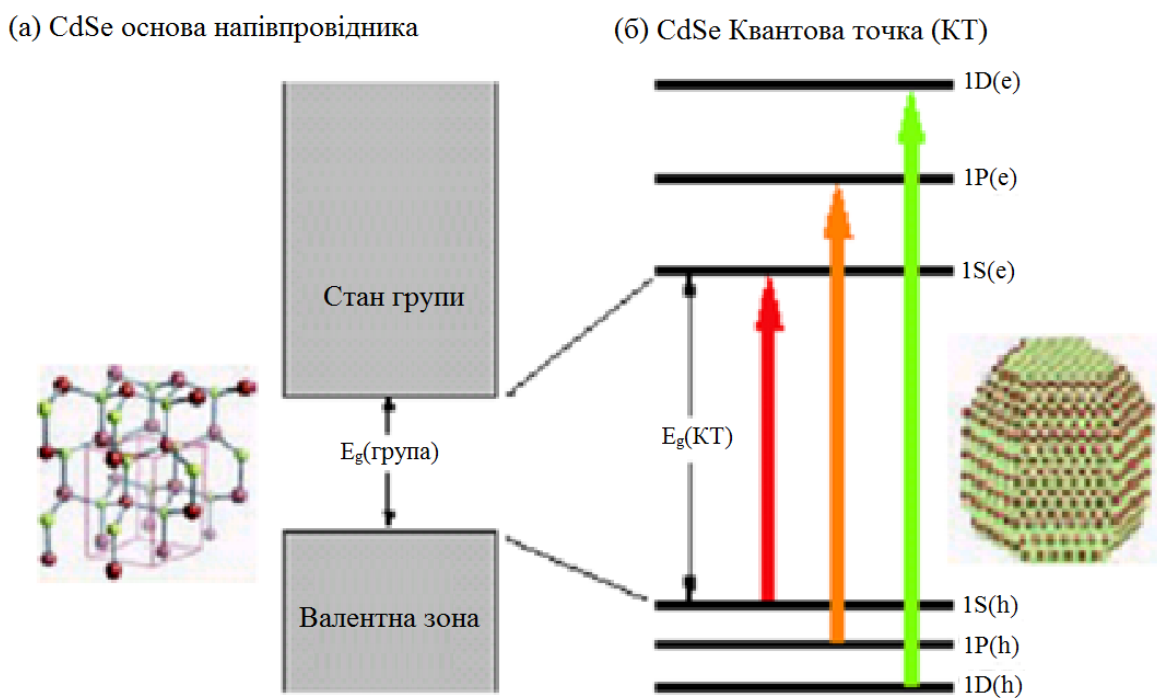 (а) CdSe основа напівпровідника
(б) CdSe Квантова точка (КТ)
1D(e)
1P(e)
1S(e)
Стан групи
Eg(група)
Eg(КТ)
Валентна зона
1S(h)
1P(h)
1D(h)